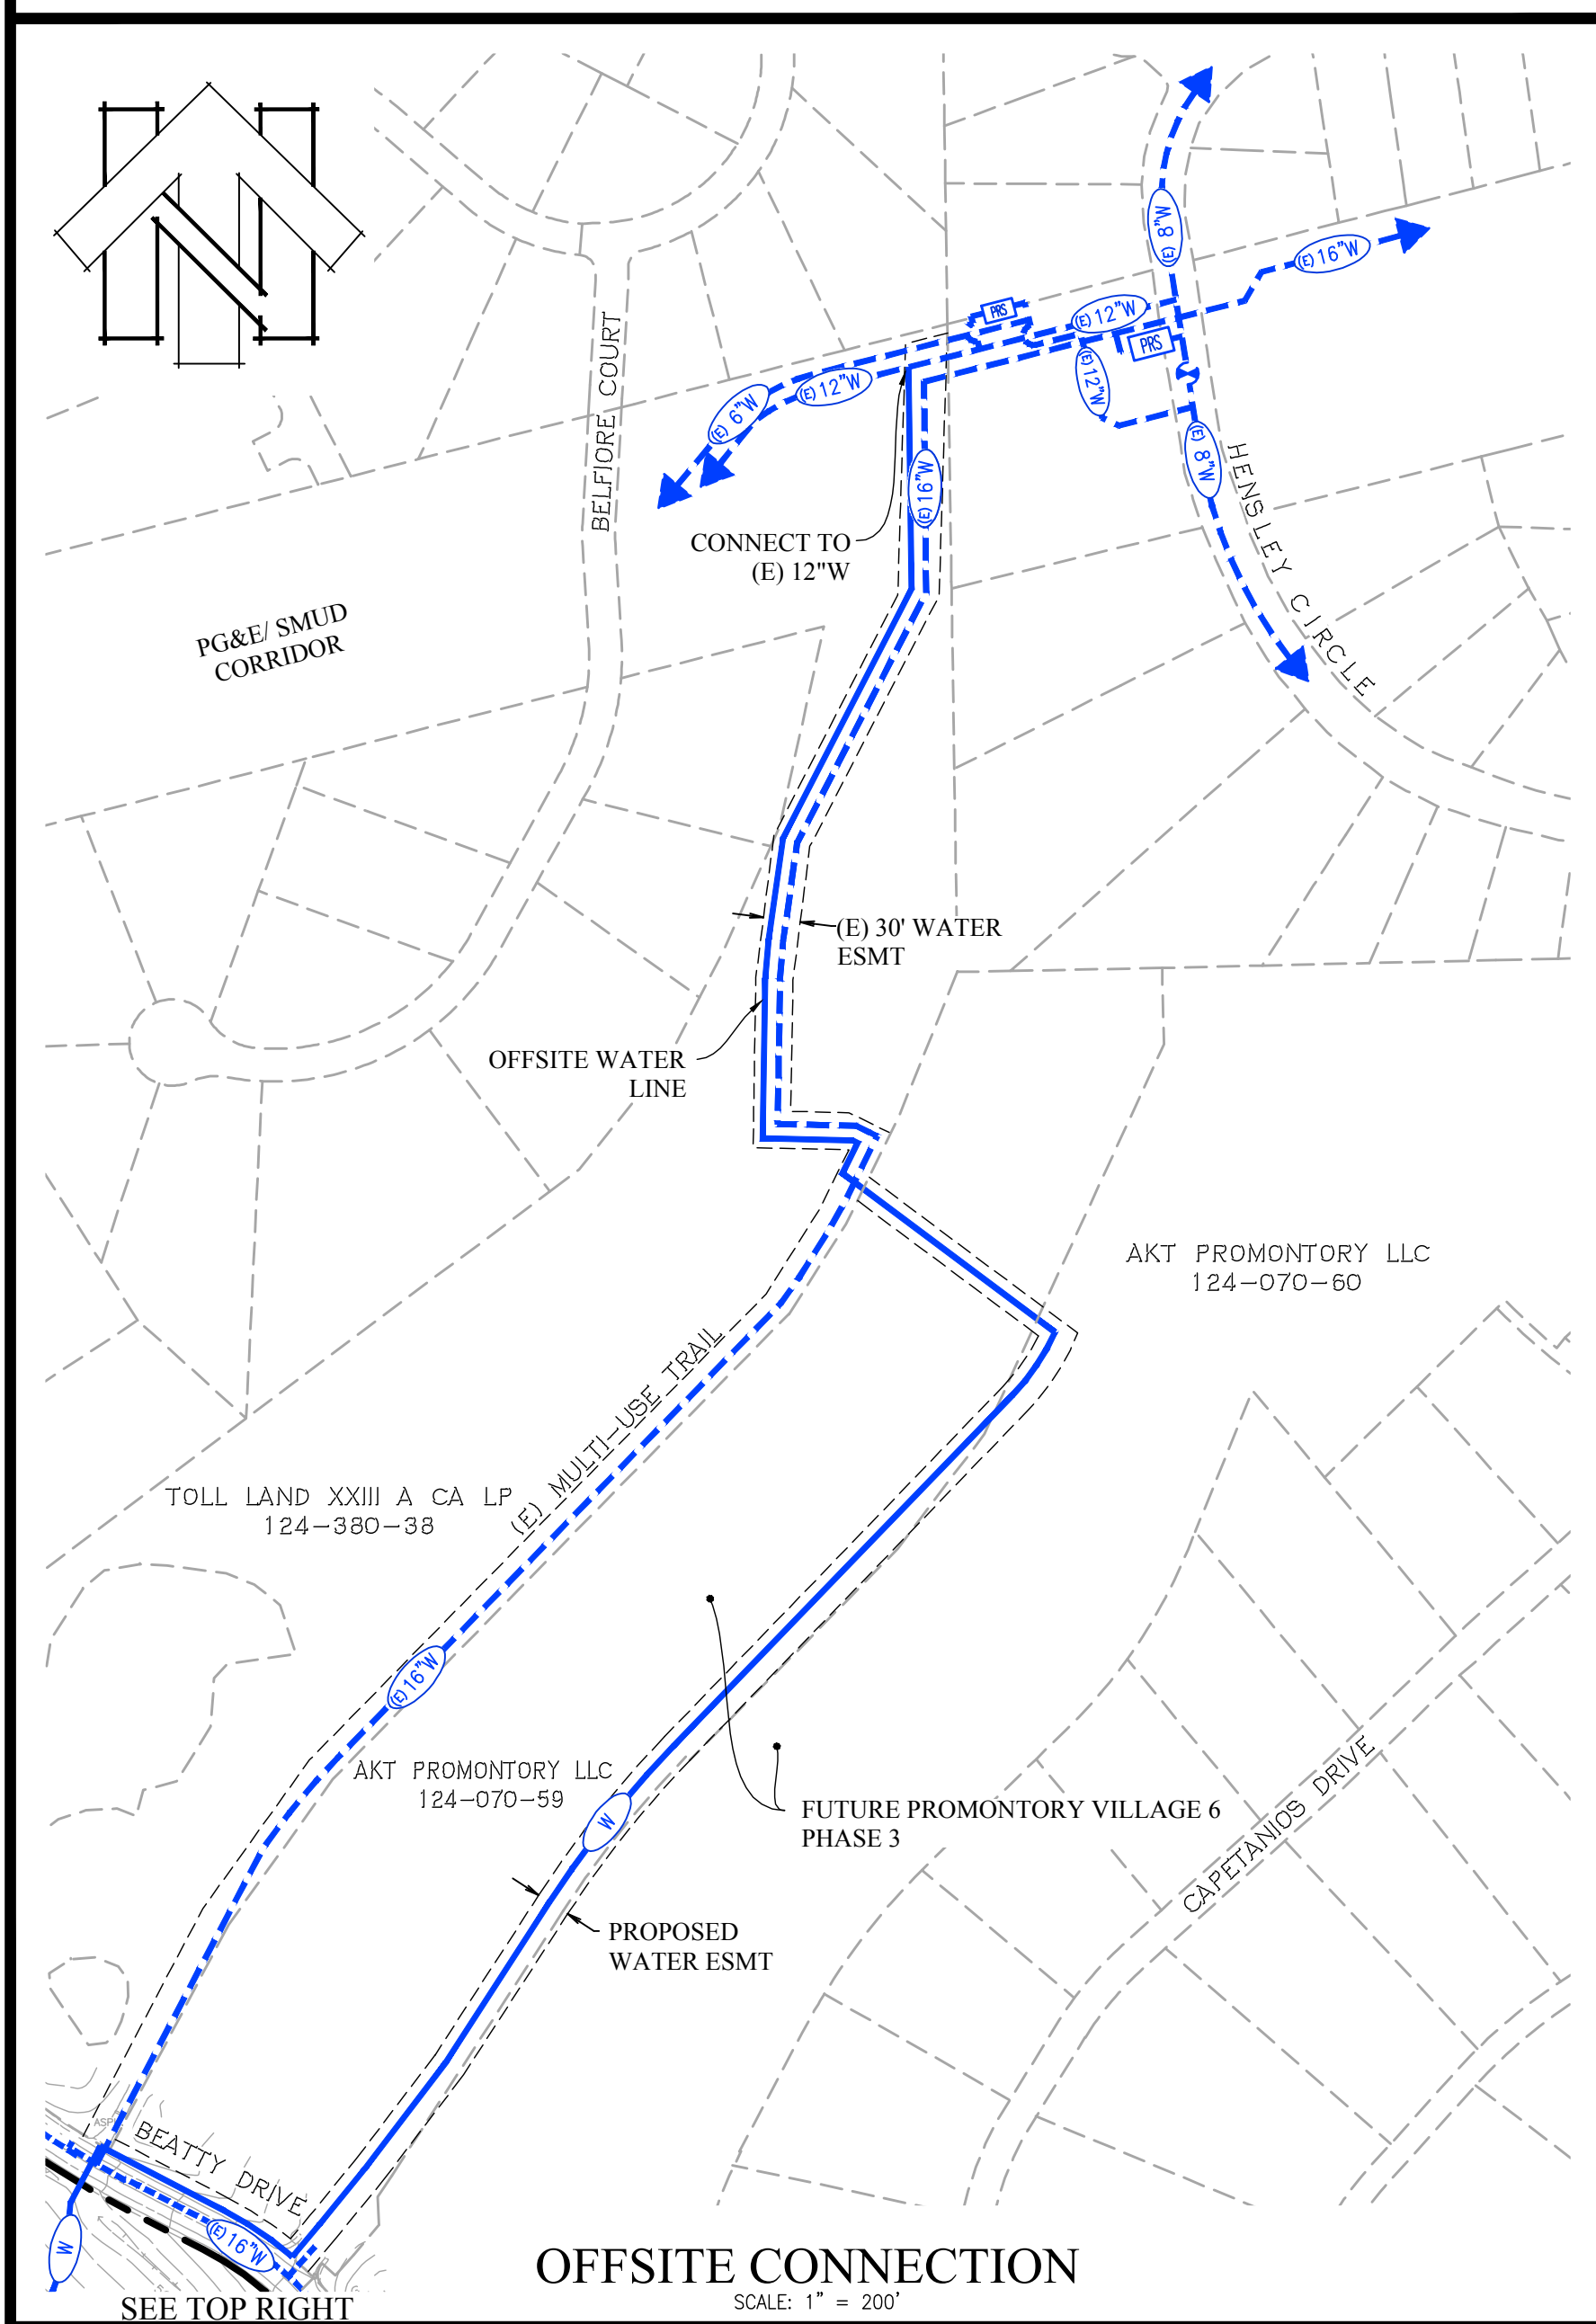 N
(E) 8"W
(E) 16"W
PRS
(E) 12"W
PRS
(E) 12"W
(E) 12"W
(E) 6"W
BELFIORE COURT
(E) 16"W
(E) 8"W
HENSLEY CIRCLE
CONNECT TO
(E) 12"W
PG&E/ SMUD
CORRIDOR
(E) 30' WATER
ESMT
OFFSITE WATER
LINE
AKT PROMONTORY LLC
124-070-60
(E) MULTI-USE TRAIL
TOLL LAND XXIII A CA LP
124-380-38
(E) 16"W
AKT PROMONTORY LLC
124-070-59
W
FUTURE PROMONTORY VILLAGE 6
PHASE 3
CAPETANIOS DRIVE
PROPOSED
WATER ESMT
BEATTY DRIVE
(E) 16"W
W
OFFSITE CONNECTION
SCALE: 1" = 200'
SEE TOP RIGHT